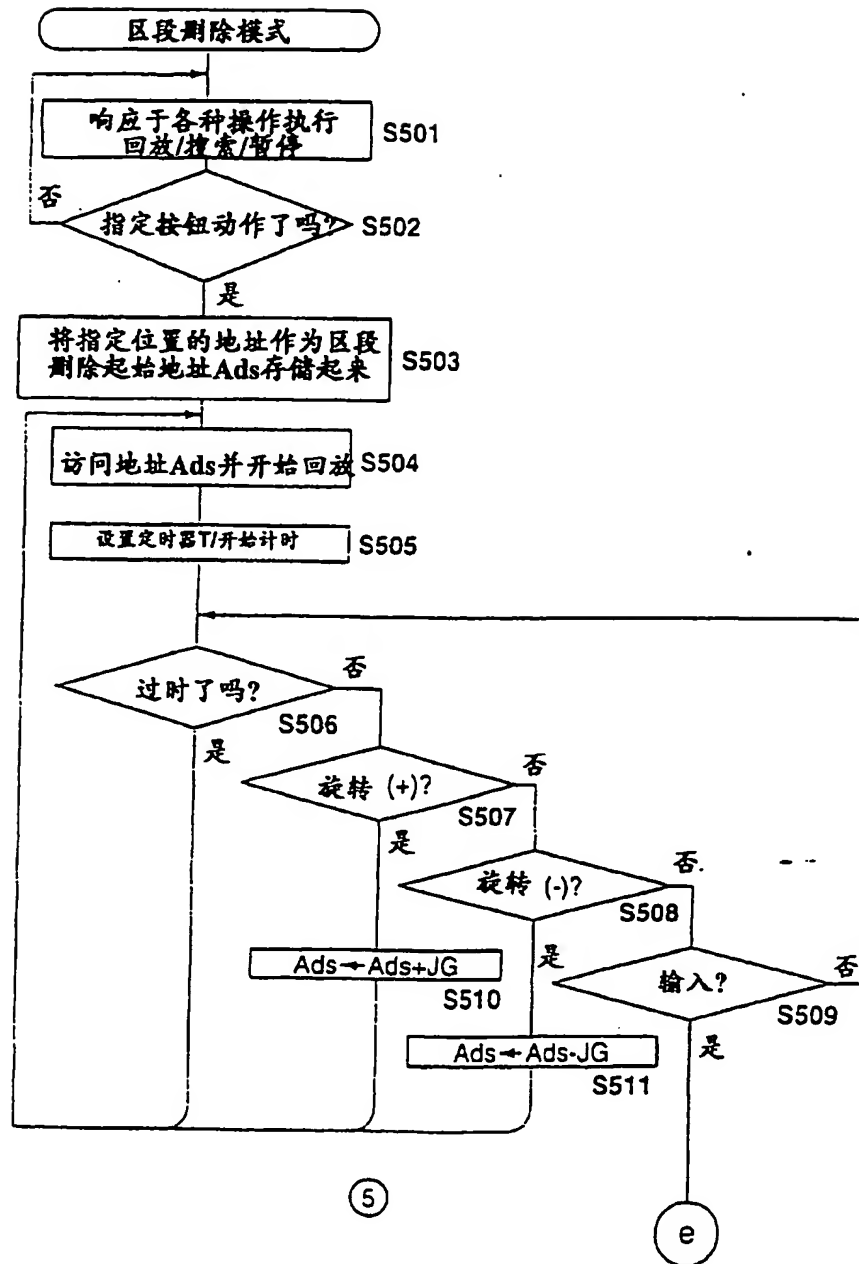 区段删除模式
响应于各种操作执行
回放/搜索/暂停
S501
否
指定按钮动作了吗?
S502
是
将指定位置的地址作为区段
删除起始地址Ads存储起来
S503
访问地址Ads并开始回放
S504
设置定时器T/开始计时
S505
过时了吗?
否
S506
是
旋转 (+)?
否
S507
是
旋转 (-)?
否
S508
是
输入?
否
S509
是
Ads←Ads+JG
S510
Ads←Ads-JG
S511
5
e